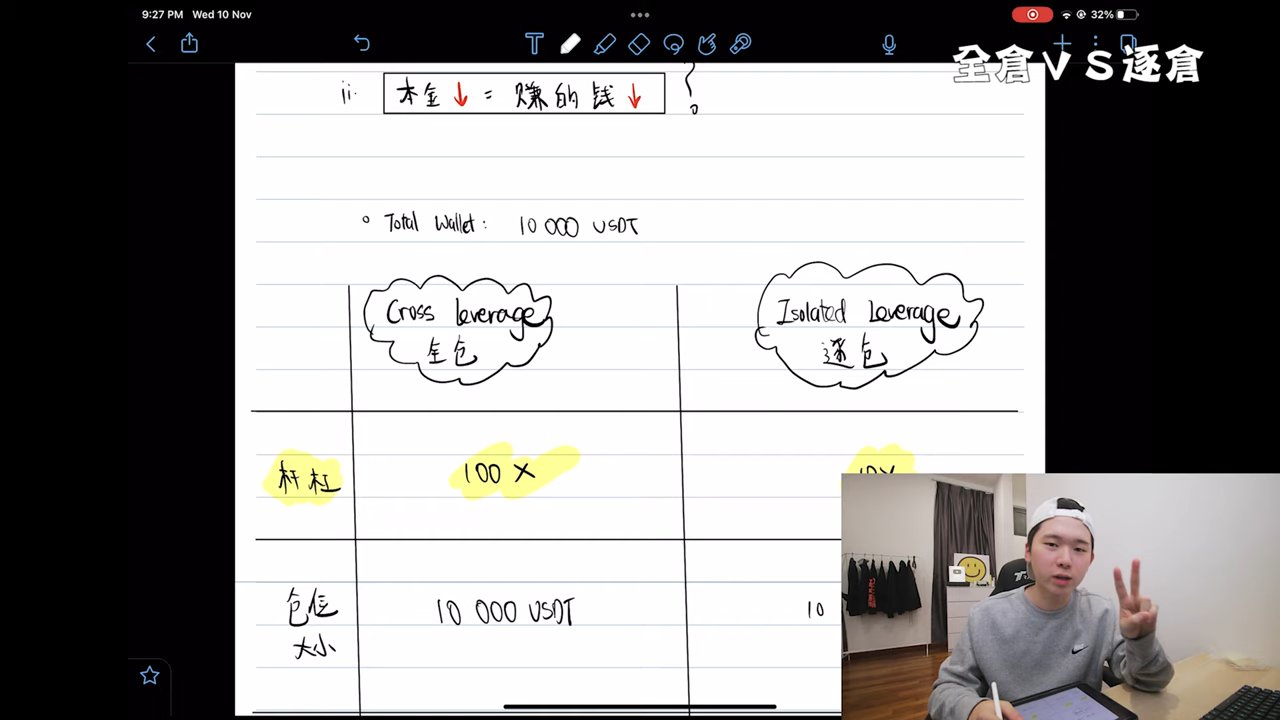 9:27 PM Wed 10 Nov
32%
全倉VS逐倉
ii. 本金↓ = 赚的钱↓ ?
Total Wallet: 10 000 USDT
Cross Leverage
全仓
Isolated Leverage
逐仓
杠杆
100 X
10X
仓位
大小
10 000 USDT
10